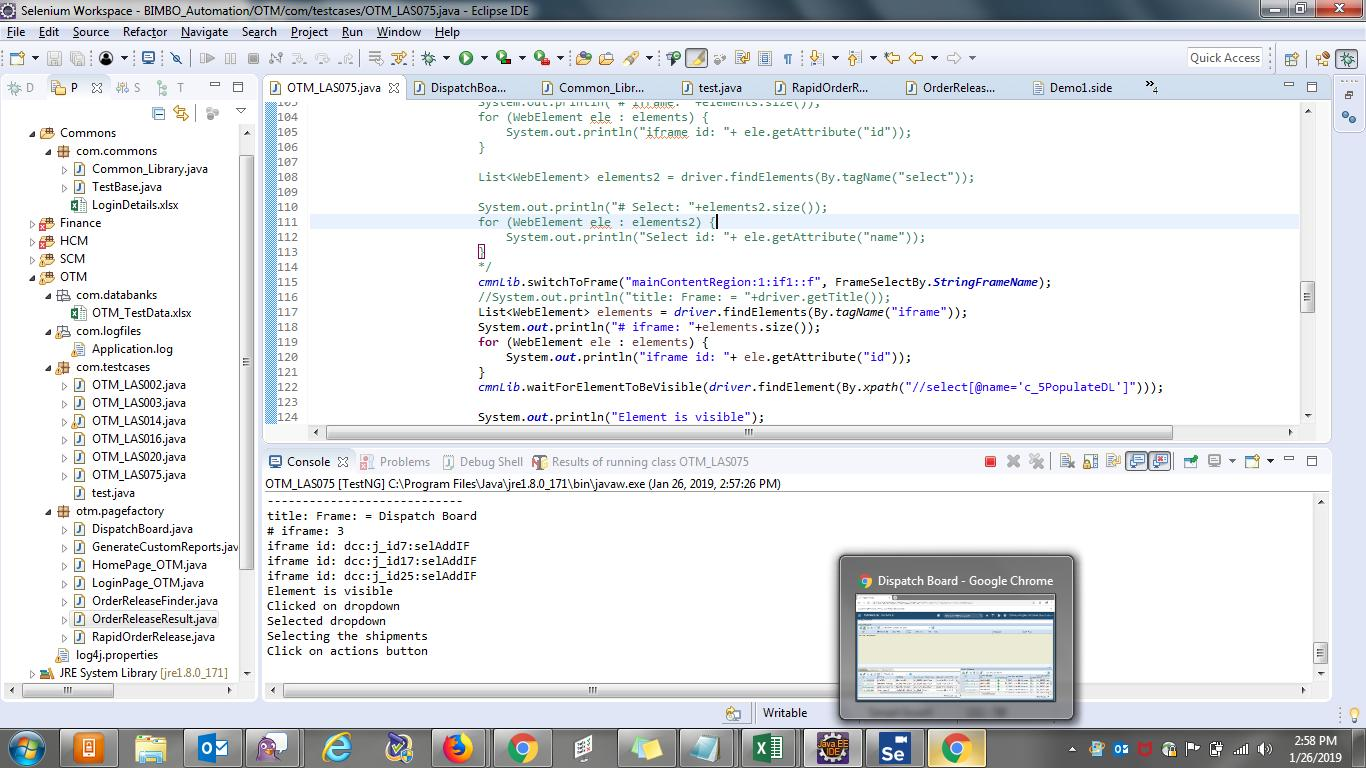 Selenium Workspace - BIMBO_Automation/OTM/com/testcases/OTM_LAS075.java - Eclipse IDE
File Edit Source Refactor Navigate Search Project Run Window Help
Quick Access
D P S T
OTM_LAS075.java DispatchBoa... Common_Libr... test.java RapidOrderR... OrderReleas... Demo1.side »4
Commons
com.commons
Common_Library.java
TestBase.java
LoginDetails.xlsx
Finance
HCM
SCM
OTM
com.databanks
OTM_TestData.xlsx
com.logfiles
Application.log
com.testcases
OTM_LAS002.java
OTM_LAS003.java
OTM_LAS014.java
OTM_LAS016.java
OTM_LAS020.java
OTM_LAS075.java
test.java
otm.pagefactory
DispatchBoard.java
GenerateCustomReports.jav
HomePage_OTM.java
LoginPage_OTM.java
OrderReleaseFinder.java
OrderReleaseResult.java
RapidOrderRelease.java
log4j.properties
JRE System Library [jre1.8.0_171]
103 System.out.println("# iframe: "+elements.size());
104 for (WebElement ele : elements) {
105 System.out.println("iframe id: "+ ele.getAttribute("id"));
106 }
107
108 List<WebElement> elements2 = driver.findElements(By.tagName("select"));
109
110 System.out.println("# Select: "+elements2.size());
111 for (WebElement ele : elements2) {
112 System.out.println("Select id: "+ ele.getAttribute("name"));
113 }
114 */
115 cmnLib.switchToFrame("mainContentRegion:1:if1::f", FrameSelectBy.StringFrameName);
116 //System.out.println("title: Frame: = "+driver.getTitle());
117 List<WebElement> elements = driver.findElements(By.tagName("iframe"));
118 System.out.println("# iframe: "+elements.size());
119 for (WebElement ele : elements) {
120 System.out.println("iframe id: "+ ele.getAttribute("id"));
121 }
122 cmnLib.waitForElementToBeVisible(driver.findElement(By.xpath("//select[@name='c_5PopulateDL']")));
123
124 System.out.println("Element is visible");
Console Problems Debug Shell Results of running class OTM_LAS075
OTM_LAS075 [TestNG] C:\Program Files\Java\jre1.8.0_171\bin\javaw.exe (Jan 26, 2019, 2:57:26 PM)
----------------------------
title: Frame: = Dispatch Board
# iframe: 3
iframe id: dcc:j_id7:selAddIF
iframe id: dcc:j_id17:selAddIF
iframe id: dcc:j_id25:selAddIF
Element is visible
Clicked on dropdown
Selected dropdown
Selecting the shipments
Click on actions button
Dispatch Board - Google Chrome
Writable
Java EE
IDE
Se
2:58 PM
1/26/2019